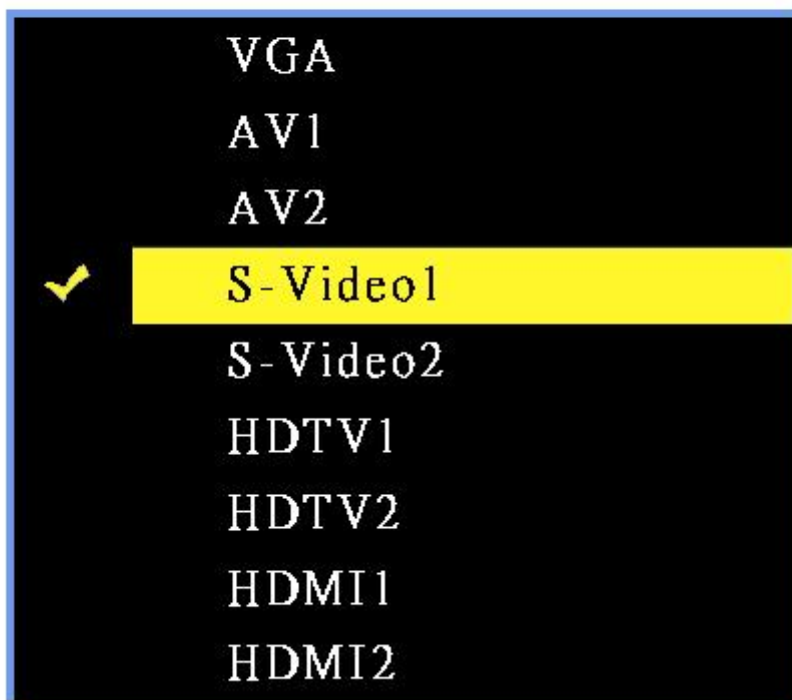 VGA
AV1
AV2
S-Video1
S-Video2
HDTV1
HDTV2
HDMI1
HDMI2